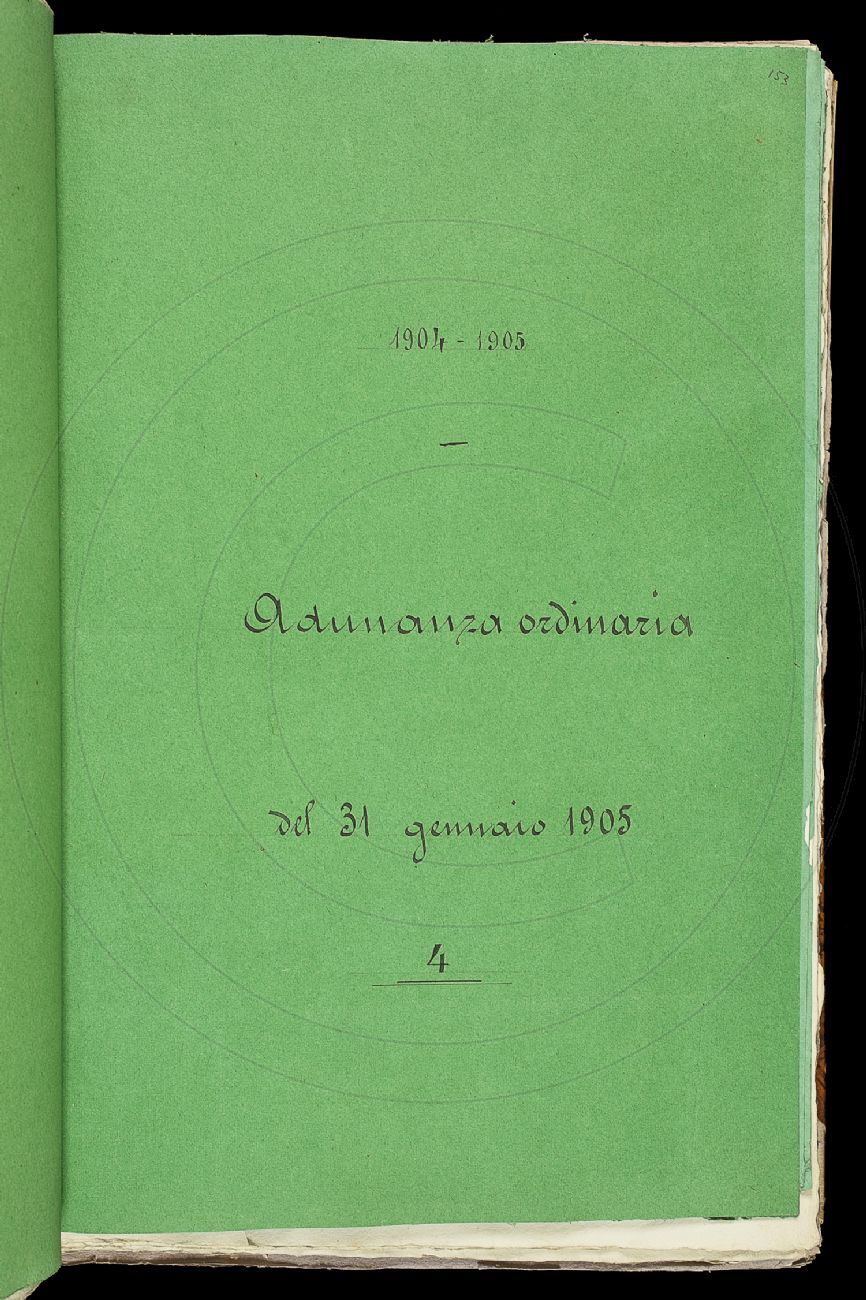 153
1904 - 1905
Adunanza ordinaria
del 31 gennaio 1905
4